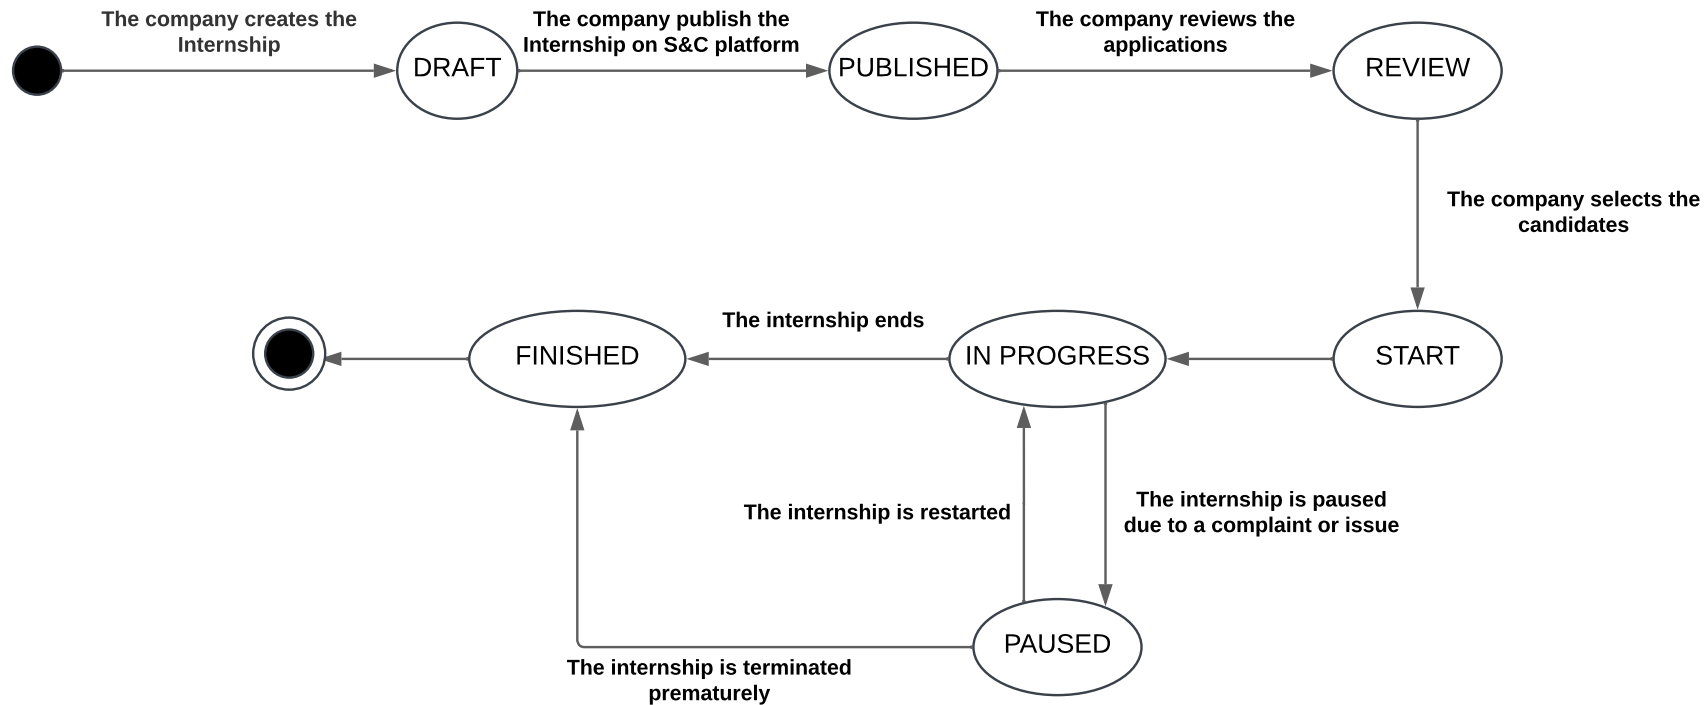 The company creates the
Internship
DRAFT
The company publish the
Internship on S&C platform
PUBLISHED
The company reviews the
applications
REVIEW
The company selects the
candidates
START
IN PROGRESS
The internship ends
FINISHED
The internship is restarted
The internship is paused
due to a complaint or issue
PAUSED
The internship is terminated
prematurely